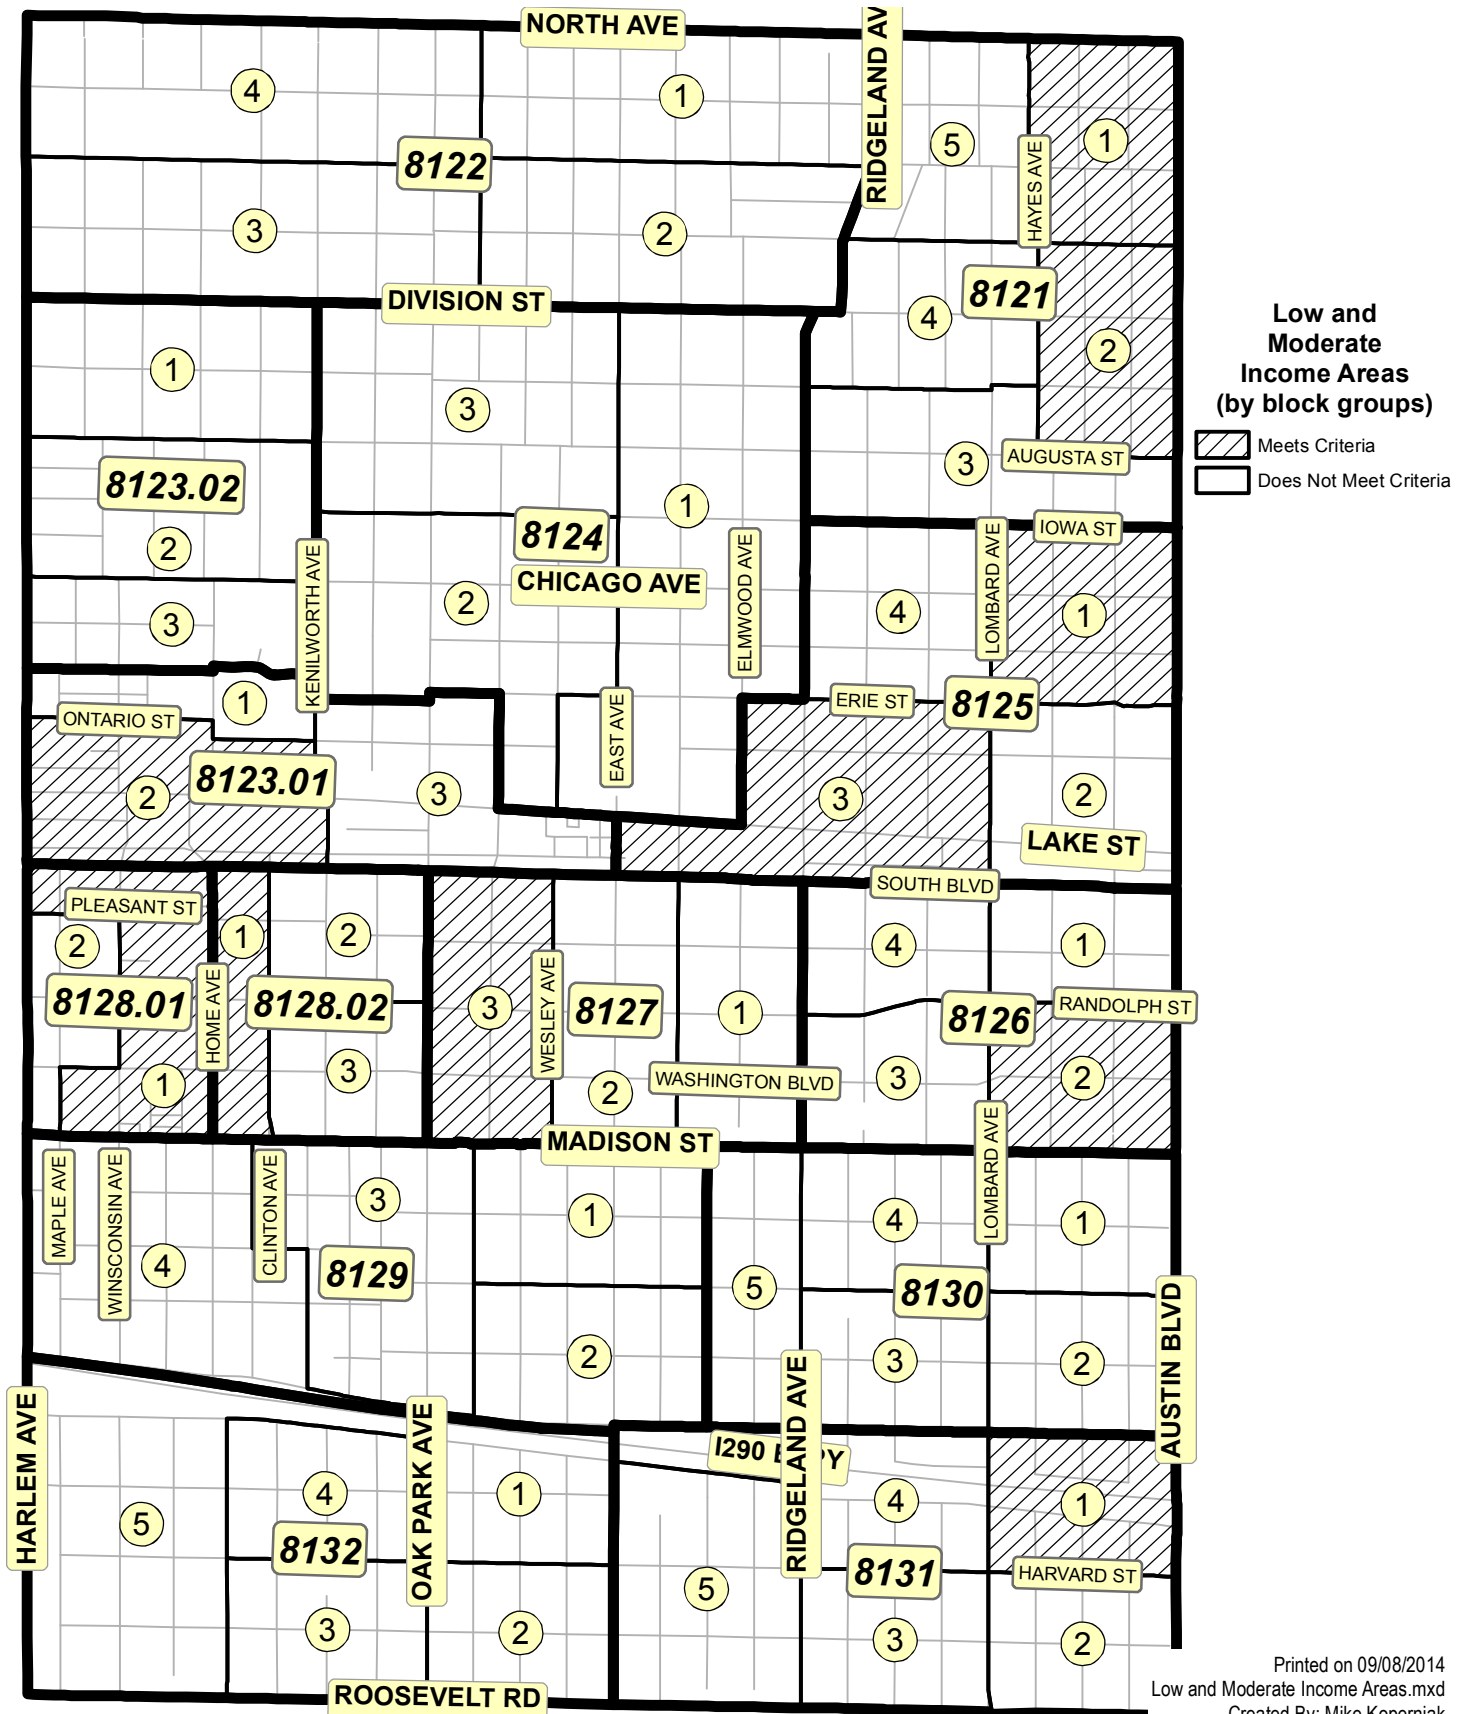 NORTH AVE
RIDGELAND AV
4
1
5
1
HAYES AVE
8122
3
2
8121
4
2
DIVISION ST
1
3
3
AUGUSTA ST
8123.02
1
IOWA ST
2
8124
CHICAGO AVE
ELMWOOD AVE
LOMBARD AVE
KENILWORTH AVE
2
4
1
3
1
ONTARIO ST
EAST AVE
ERIE ST
8125
8123.01
2
3
3
2
LAKE ST
SOUTH BLVD
PLEASANT ST
2
1
2
4
1
8128.01
HOME AVE
8128.02
3
WESLEY AVE
8127
1
8126
RANDOLPH ST
1
3
2
WASHINGTON BLVD
3
2
MADISON ST
LOMBARD AVE
MAPLE AVE
WINSCONSIN AVE
CLINTON AVE
3
1
4
1
4
8129
5
8130
AUSTIN BLVD
2
3
2
HARLEM AVE
OAK PARK AVE
RIDGELAND AVE
I290 E PY
5
4
1
4
1
8132
5
8131
HARVARD ST
3
2
3
2
ROOSEVELT RD
Low and
Moderate
Income Areas
(by block groups)
Meets Criteria
Does Not Meet Criteria
Printed on 09/08/2014
Low and Moderate Income Areas.mxd
Created By: Mike Koperniak